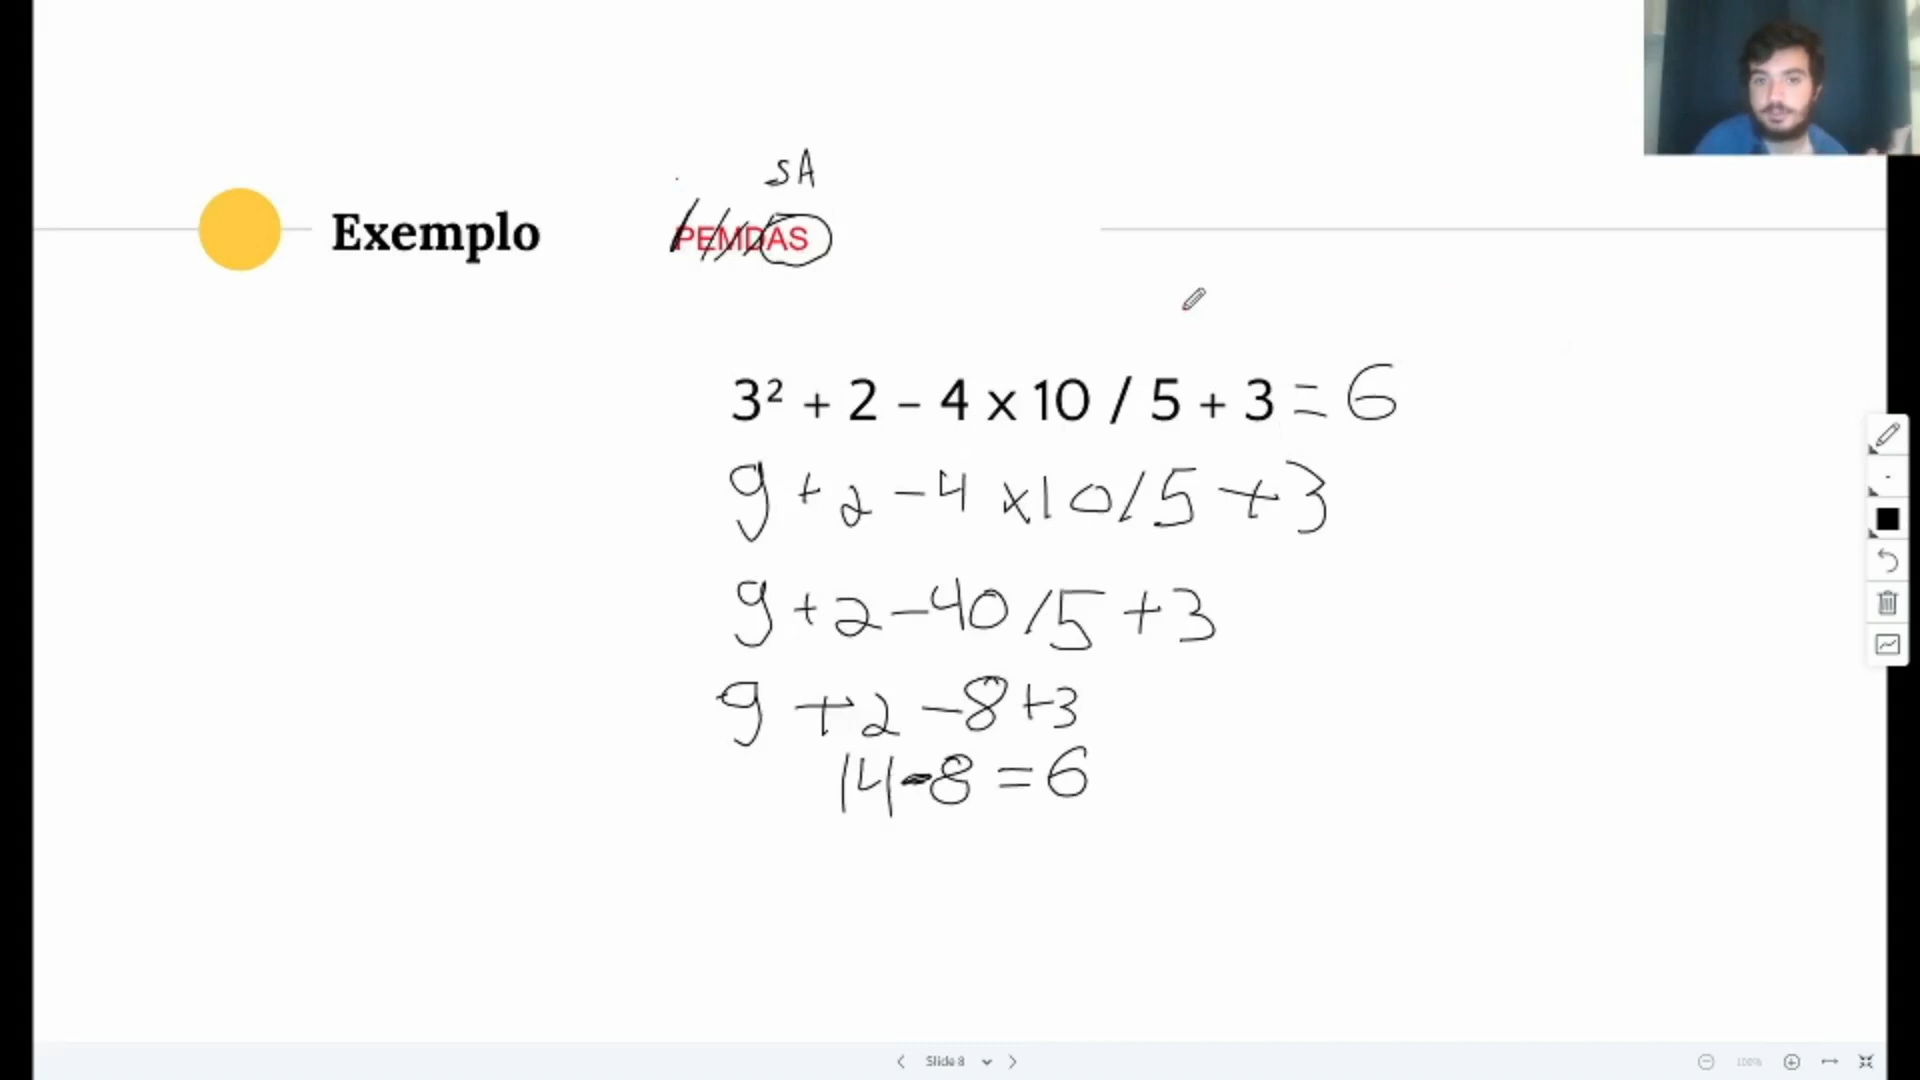 SA
Exemplo PEMDAS
3² + 2 – 4 x 10 / 5 + 3 = 6
9 + 2 - 4 x 10 / 5 + 3
9 + 2 - 40 / 5 + 3
9 + 2 - 8 + 3
14 - 8 = 6
Slide 8
100%